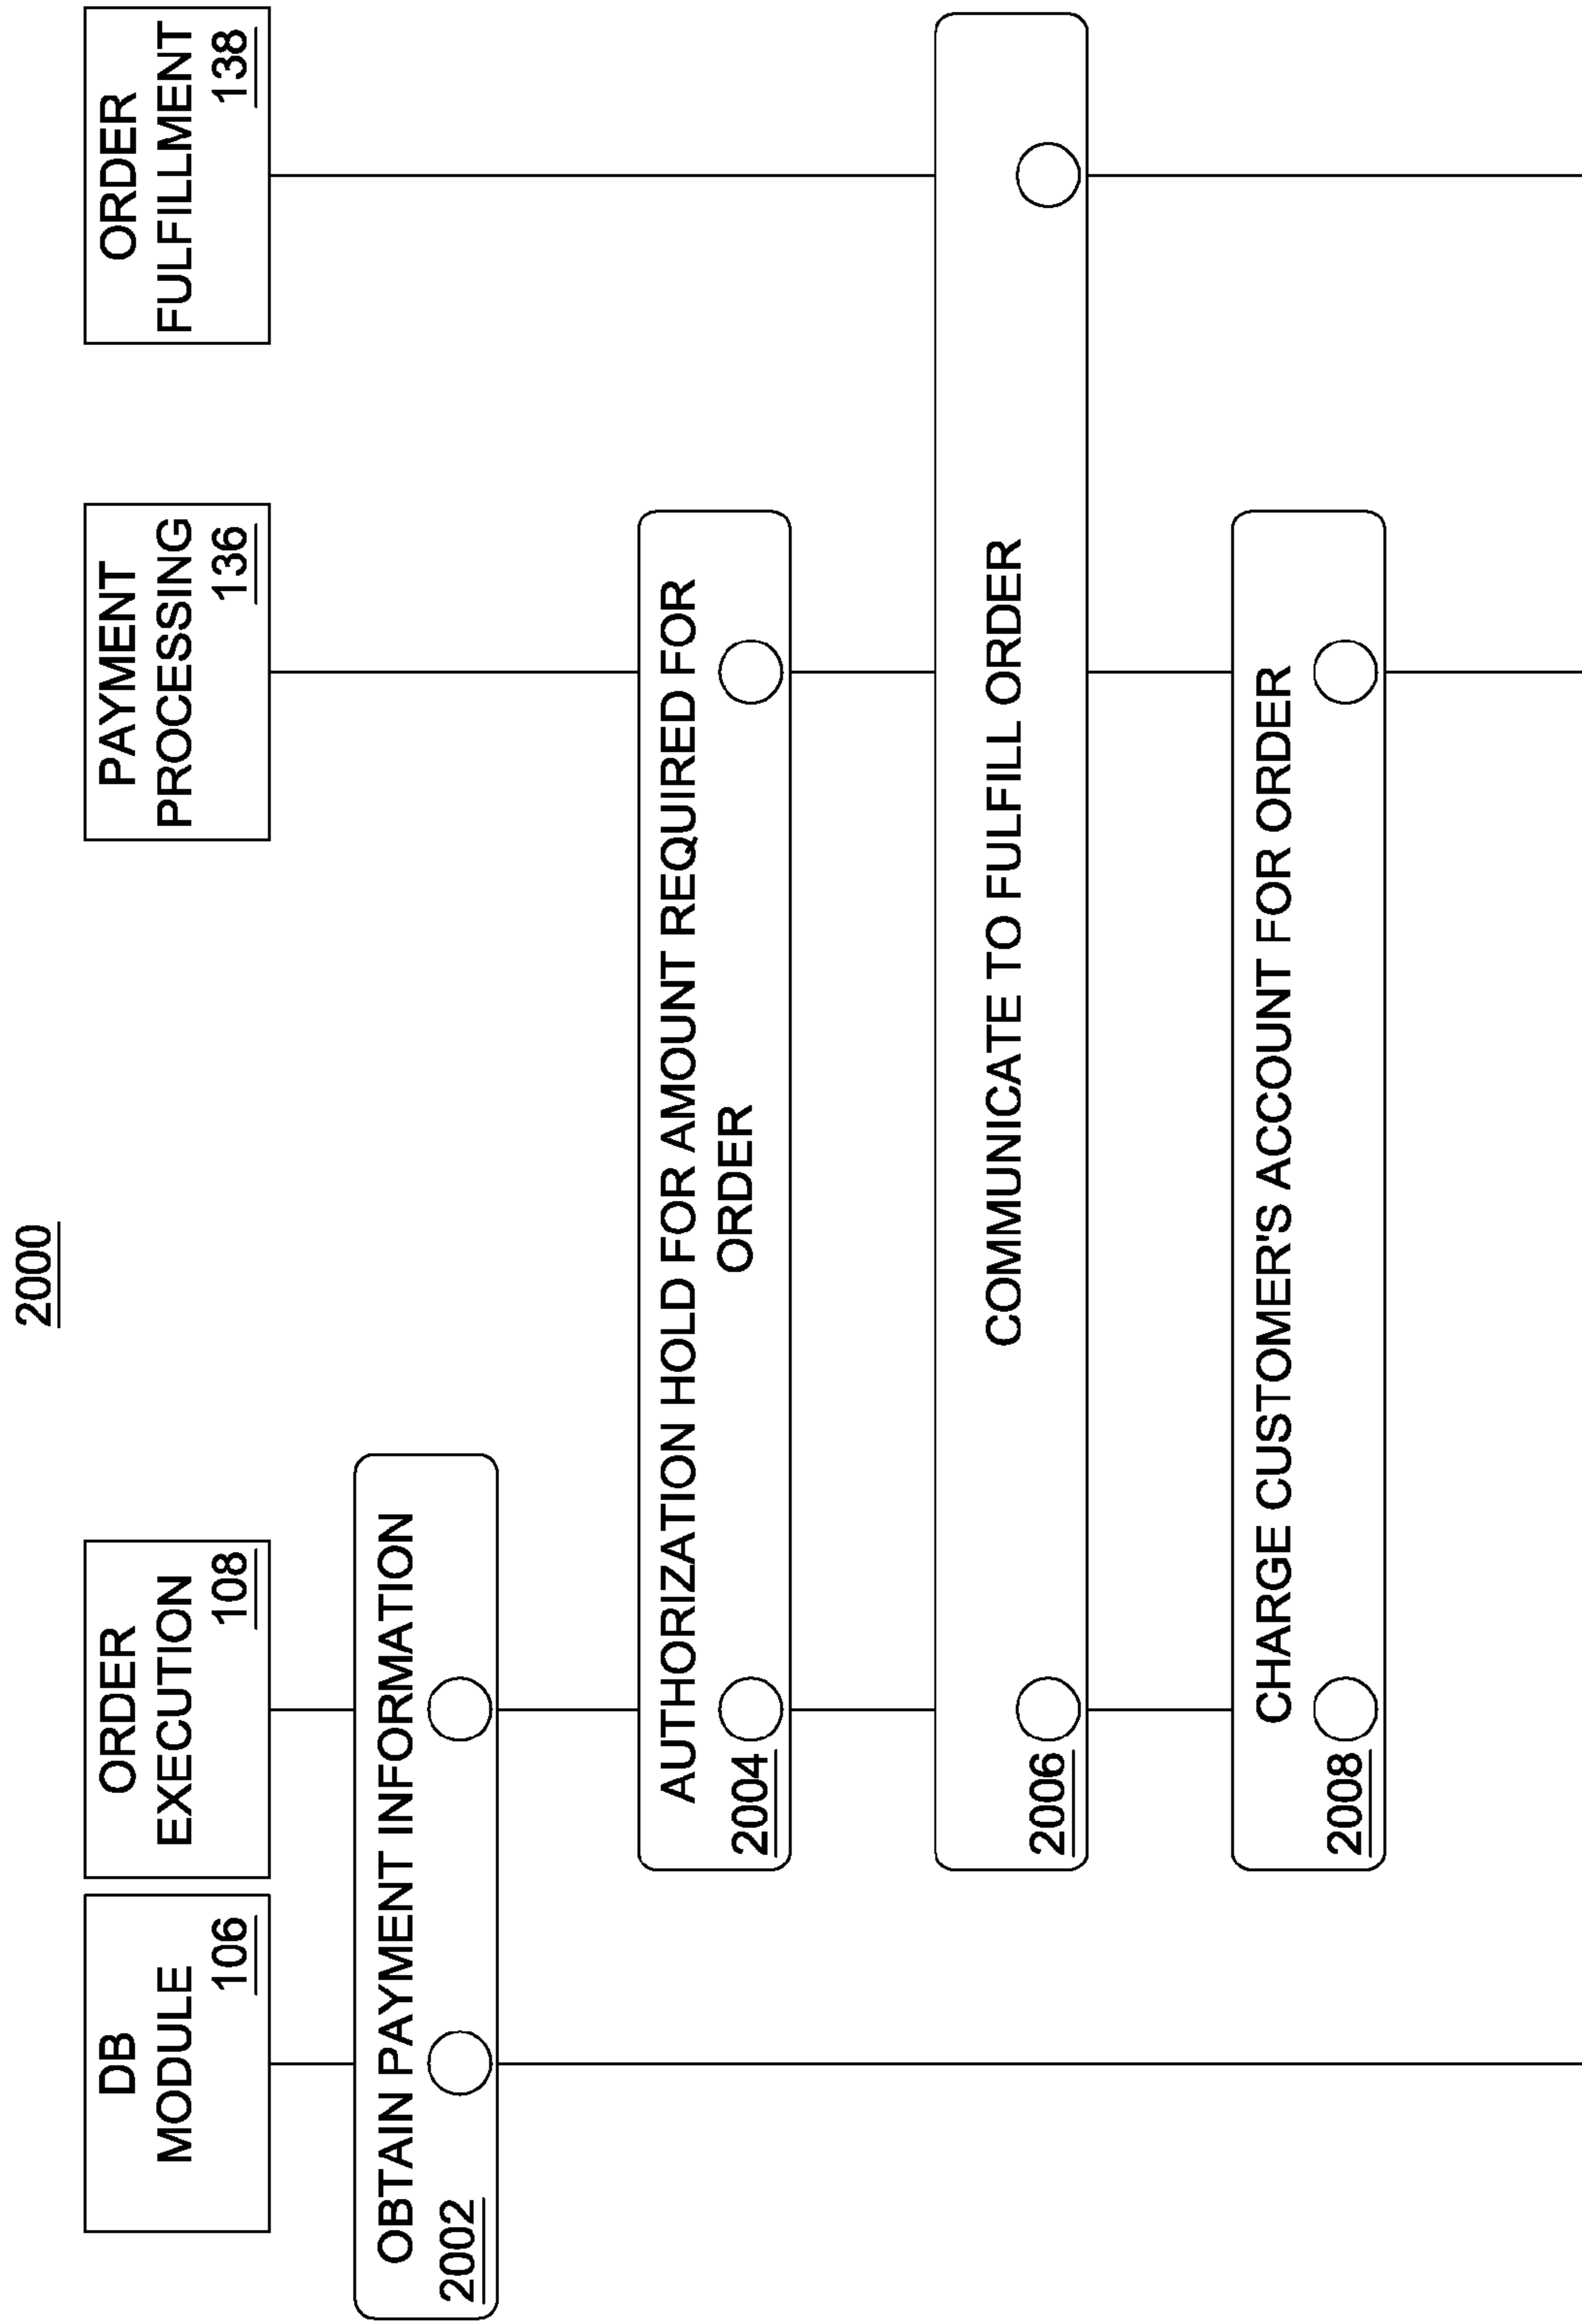 2000
DB
MODULE
106
ORDER
EXECUTION
108
PAYMENT
PROCESSING
136
ORDER
FULFILLMENT
138
OBTAIN PAYMENT INFORMATION
2002
AUTHORIZATION HOLD FOR AMOUNT REQUIRED FOR
ORDER
2004
COMMUNICATE TO FULFILL ORDER
2006
CHARGE CUSTOMER'S ACCOUNT FOR ORDER
2008